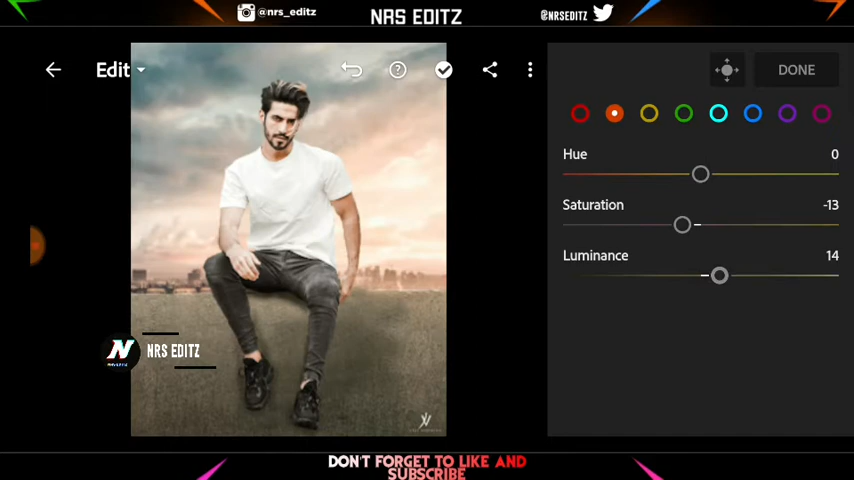 @nrs_editz
NRS EDITZ
@NRSEDITZ
Edit
DONE
Hue
0
Saturation
-13
Luminance
14
N
NRS EDITZ
DON'T FORGET TO LIKE AND
SUBSCRIBE